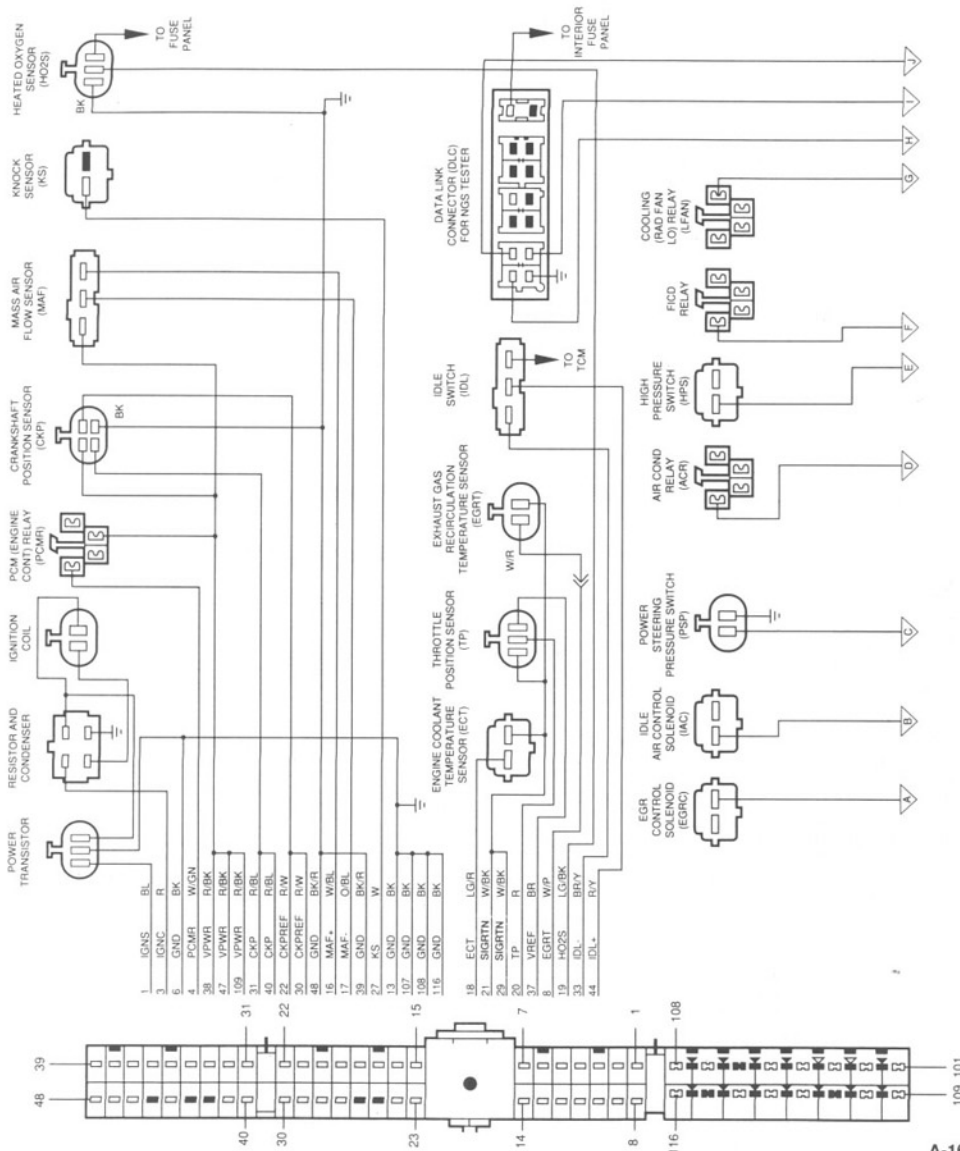 POWER
TRANSISTOR
RESISTOR AND
CONDENSER
IGNITION
COIL
PCM (ENGINE
CONT) RELAY
(PCMR)
CRANKSHAFT
POSITION SENSOR
(CKP)
MASS AIR
FLOW SENSOR
(MAF)
KNOCK
SENSOR
(KS)
HEATED OXYGEN
SENSOR
(HO2S)
BK
BK
TO
FUSE
PANEL
1 IGNS BL
3 IGNC R
6 GND BK
4 PCMR W/GN
38 VPWR R/BK
47 VPWR R/BK
109 VPWR R/BK
31 CKP R/BL
40 CKP R/BL
22 CKPREF R/W
30 CKPREF R/W
48 GND BK/R
16 MAF+ W/BL
17 MAF- O/BL
39 GND BK/R
27 KS W
13 GND BK
107 GND BK
108 GND BK
116 GND BK
ENGINE COOLANT
TEMPERATURE
SENSOR (ECT)
THROTTLE
POSITION SENSOR
(TP)
EXHAUST GAS
RECIRCULATION
TEMPERATURE SENSOR
(EGRT)
W/R
IDLE
SWITCH
(IDL)
TO
TCM
DATA LINK
CONNECTOR (DLC)
FOR NGS TESTER
TO
INTERIOR
FUSE
PANEL
18 ECT LG/R
21 SIGRTN W/BK
29 SIGRTN W/BK
20 TP R
37 VREF BR
8 EGRT W/P
19 HO2S LG/BK
33 IDL- BR/Y
44 IDL+ R/Y
EGR
CONTROL
SOLENOID
(EGRC)
IDLE
AIR CONTROL
SOLENOID
(IAC)
POWER
STEERING
PRESSURE SWITCH
(PSP)
AIR COND
RELAY
(ACR)
HIGH
PRESSURE
SWITCH
(HPS)
FICD
RELAY
COOLING
(RAD FAN
LO) RELAY
(LFAN)
A
B
C
D
E
F
G
H
I
J
48
39
40
31
30
22
23
15
14
7
8
1
116
108
109
101